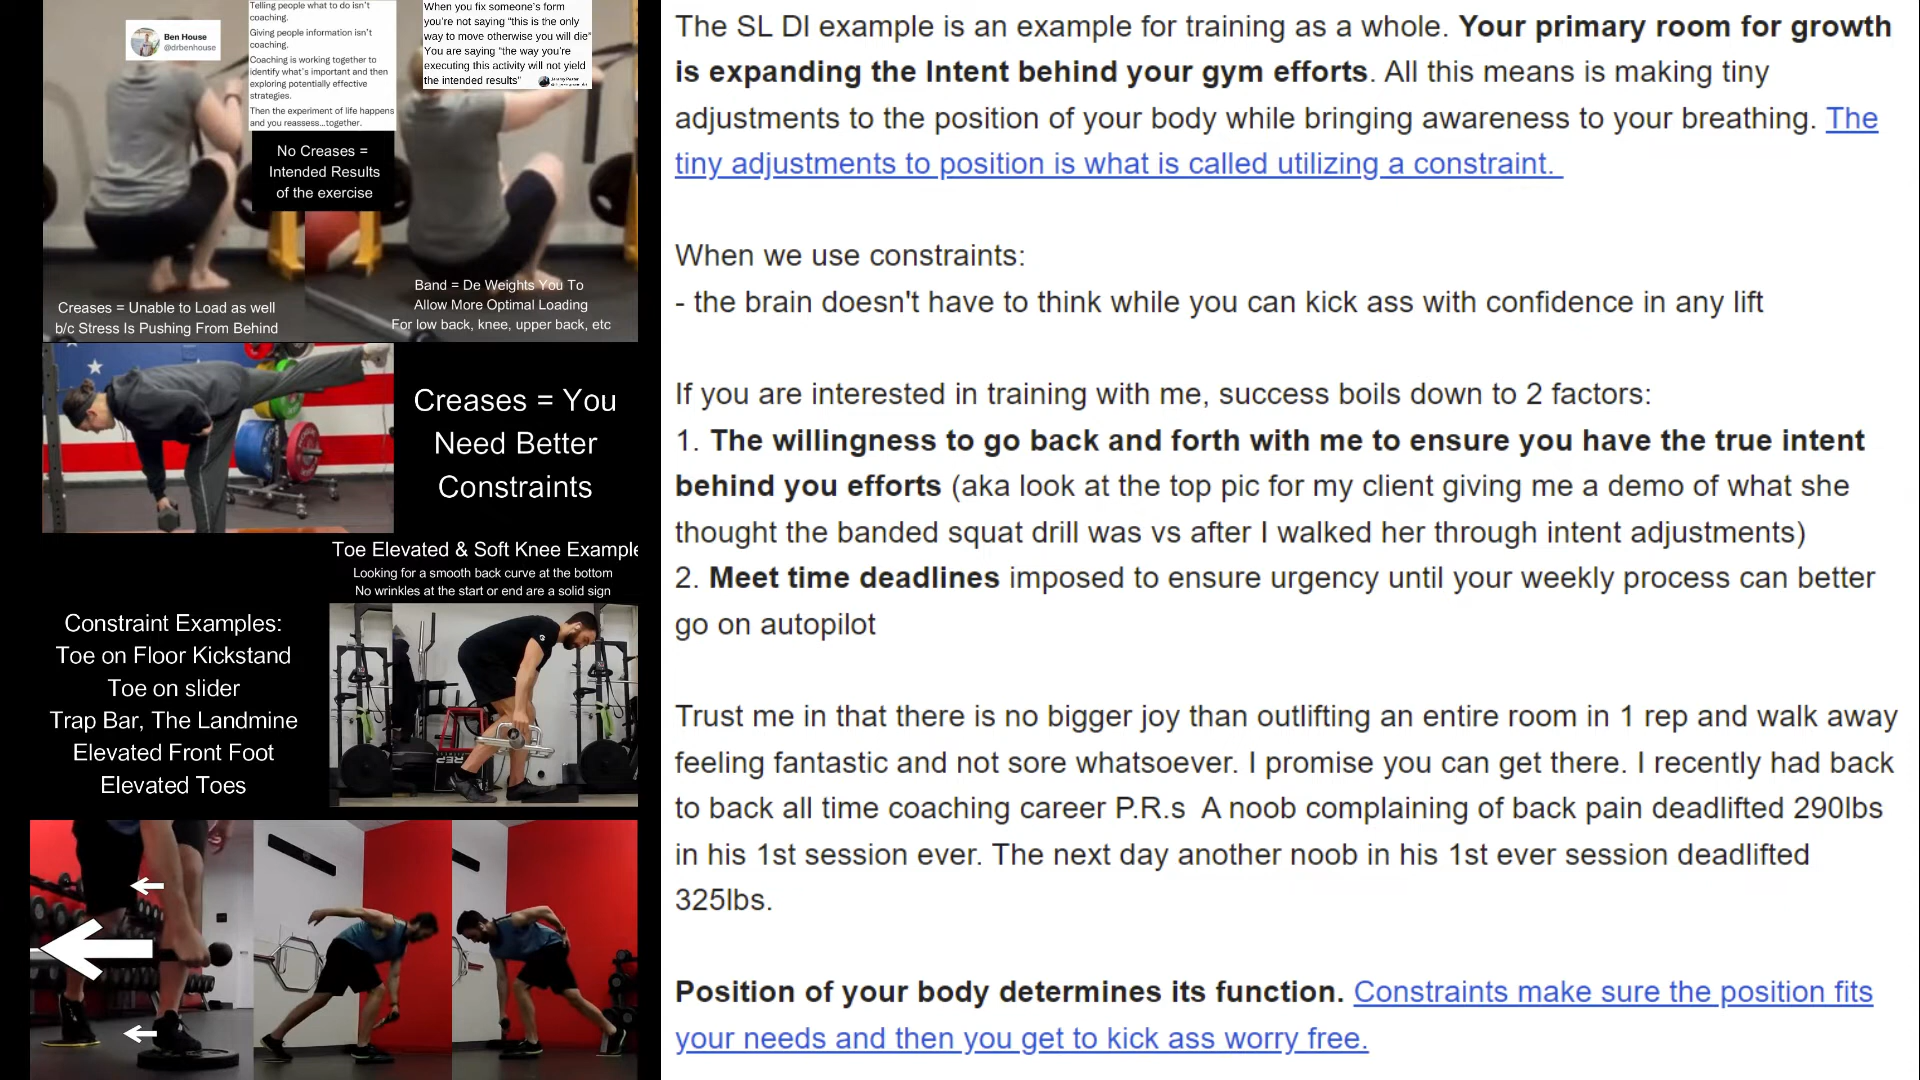 Ben House
@drbenhouse
Telling people what to do isn't
coaching.
Giving people information isn't
coaching.
Coaching is working together to
identify what's important and then
exploring potentially effective
strategies.
Then the experiment of life happens
and you reassess...together.
When you fix someone's form
you're not saying "this is the only
way to move otherwise you will die"
You are saying "the way you're
executing this activity will not yield
the intended results"
No Creases =
Intended Results
of the exercise
Creases = Unable to Load as well
b/c Stress Is Pushing From Behind
Band = De Weights You To
Allow More Optimal Loading
For low back, knee, upper back, etc
Creases = You
Need Better
Constraints
Toe Elevated & Soft Knee Example
Looking for a smooth back curve at the bottom
No wrinkles at the start or end are a solid sign
Constraint Examples:
Toe on Floor Kickstand
Toe on slider
Trap Bar, The Landmine
Elevated Front Foot
Elevated Toes
The SL Dl example is an example for training as a whole. Your primary room for growth
is expanding the Intent behind your gym efforts. All this means is making tiny
adjustments to the position of your body while bringing awareness to your breathing. The
tiny adjustments to position is what is called utilizing a constraint.
When we use constraints:
- the brain doesn't have to think while you can kick ass with confidence in any lift
If you are interested in training with me, success boils down to 2 factors:
1. The willingness to go back and forth with me to ensure you have the true intent
behind you efforts (aka look at the top pic for my client giving me a demo of what she
thought the banded squat drill was vs after I walked her through intent adjustments)
2. Meet time deadlines imposed to ensure urgency until your weekly process can better
go on autopilot
Trust me in that there is no bigger joy than outlifting an entire room in 1 rep and walk away
feeling fantastic and not sore whatsoever. I promise you can get there. I recently had back
to back all time coaching career P.R.s A noob complaining of back pain deadlifted 290lbs
in his 1st session ever. The next day another noob in his 1st ever session deadlifted
325lbs.
Position of your body determines its function. Constraints make sure the position fits
your needs and then you get to kick ass worry free.